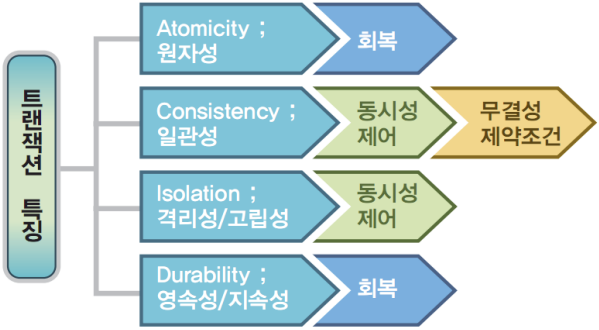 트랜잭션 특징
Atomicity ;
원자성
회복
Consistency ;
일관성
동시성
제어
무결성
제약조건
Isolation ;
격리성/고립성
동시성
제어
Durability ;
영속성/지속성
회복